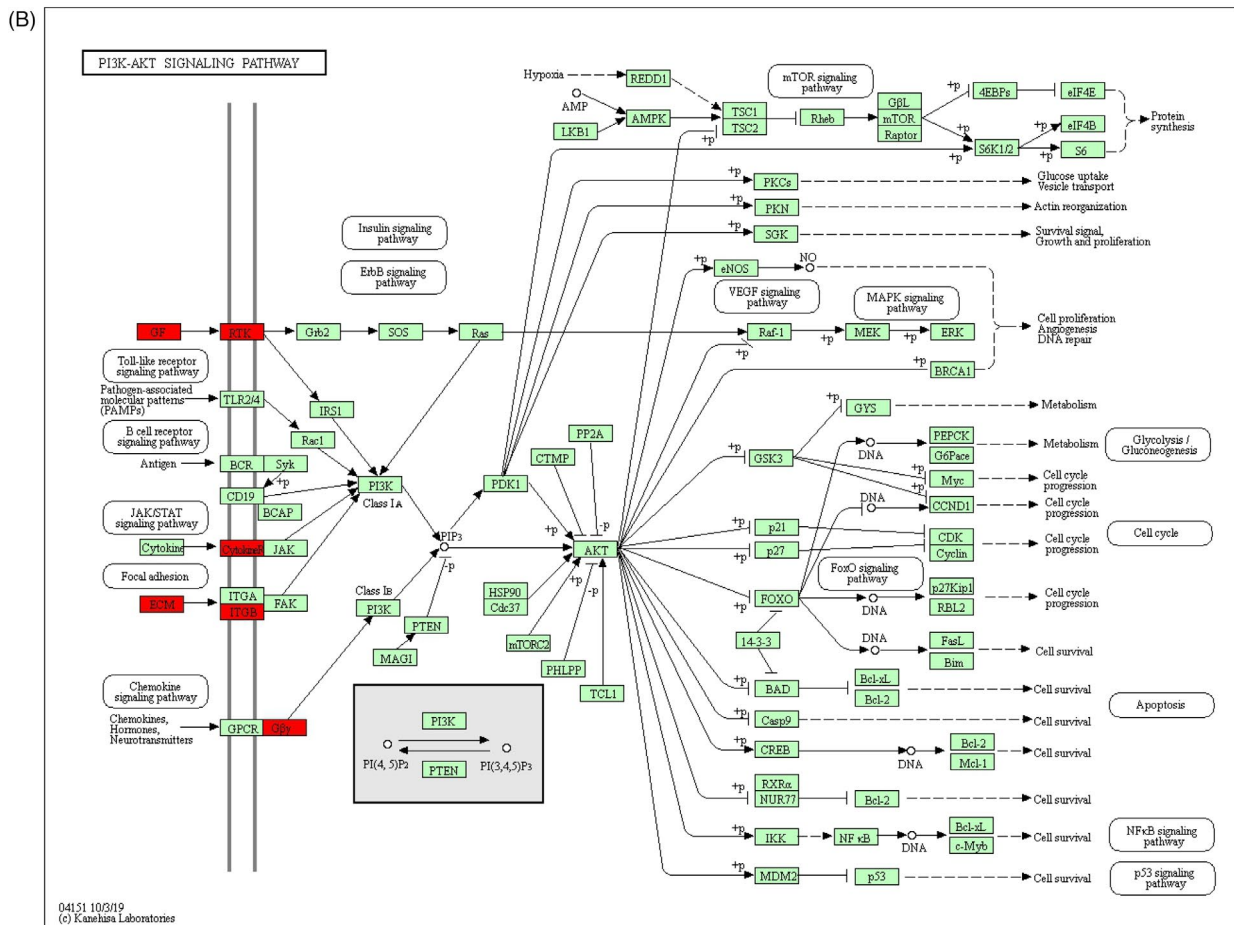 (B)
PI3K-AKT SIGNALING PATHWAY
Hypoxia
REDD1
mTOR signaling
pathway
AMP
LKB1
AMPK
TSC1
TSC2
+p
Rheb
GβL
mTOR
Raptor
+p
4EBPs
eIF4E
+p
S6K1/2
+p
+p
eIF4B
+p
S6
Protein
synthesis
+p
PKCs
Glucose uptake
Vesicle transport
+p
PKN
Actin reorganization
+p
SGK
Survival signal,
Growth and proliferation
Insulin signaling
pathway
ErbB signaling
pathway
+p
eNOS
NO
VEGF signaling
pathway
MAPK signaling
pathway
GF
RTK
Grb2
SOS
Ras
Raf-1
+p
MEK
+p
+p
ERK
Cell proliferation
Angiogenesis
DNA repair
+p
BRCA1
Toll-like receptor
signaling pathway
Pathogen-associated
molecular patterns
(PAMPs)
TLR2/4
IRS1
Rac1
B cell receptor
signaling pathway
Antigen
BCR
Syk
+p
CD19
BCAP
PI3K
Class IA
PDK1
CTMP
PP2A
+p
GSK3
GYS
Metabolism
DNA
PEPCK
G6Pace
Metabolism
Glycolysis /
Gluconeogenesis
+p
Myc
Cell cycle
progression
+p
DNA
CCND1
Cell cycle
progression
JAK/STAT
signaling pathway
Cytokine
CytokineR
JAK
PIP3
-p
+p
-p
AKT
+p
-p
+p
p21
+p
p27
CDK
Cyclin
Cell cycle
progression
Cell cycle
Focal adhesion
ECM
ITGA
ITGB
FAK
Class IB
PI3K
PTEN
MAGI
HSP90
Cdc37
mTORC2
PHLPP
TCL1
FoxO signaling
pathway
+p
FOXO
DNA
p27Kip1
RBL2
Cell cycle
progression
14-3-3
DNA
FasL
Bim
Cell survival
+p
BAD
Bcl-xL
Bcl-2
Cell survival
Apoptosis
+p
Casp9
Cell survival
Chemokine
signaling pathway
Chemokines,
Hormones,
Neurotransmitters
GPCR
Gβγ
PI3K
PI(4, 5)P2
PI(3,4,5)P3
PTEN
+p
CREB
DNA
Bcl-2
Mcl-1
Cell survival
+p
RXRα
NUR77
Bcl-2
Cell survival
+p
IKK
NFκB
DNA
Bcl-xL
c-Myb
Cell survival
NFκB signaling
pathway
+p
MDM2
p53
Cell survival
p53 signaling
pathway
04151 10/3/19
(c) Kanehisa Laboratories